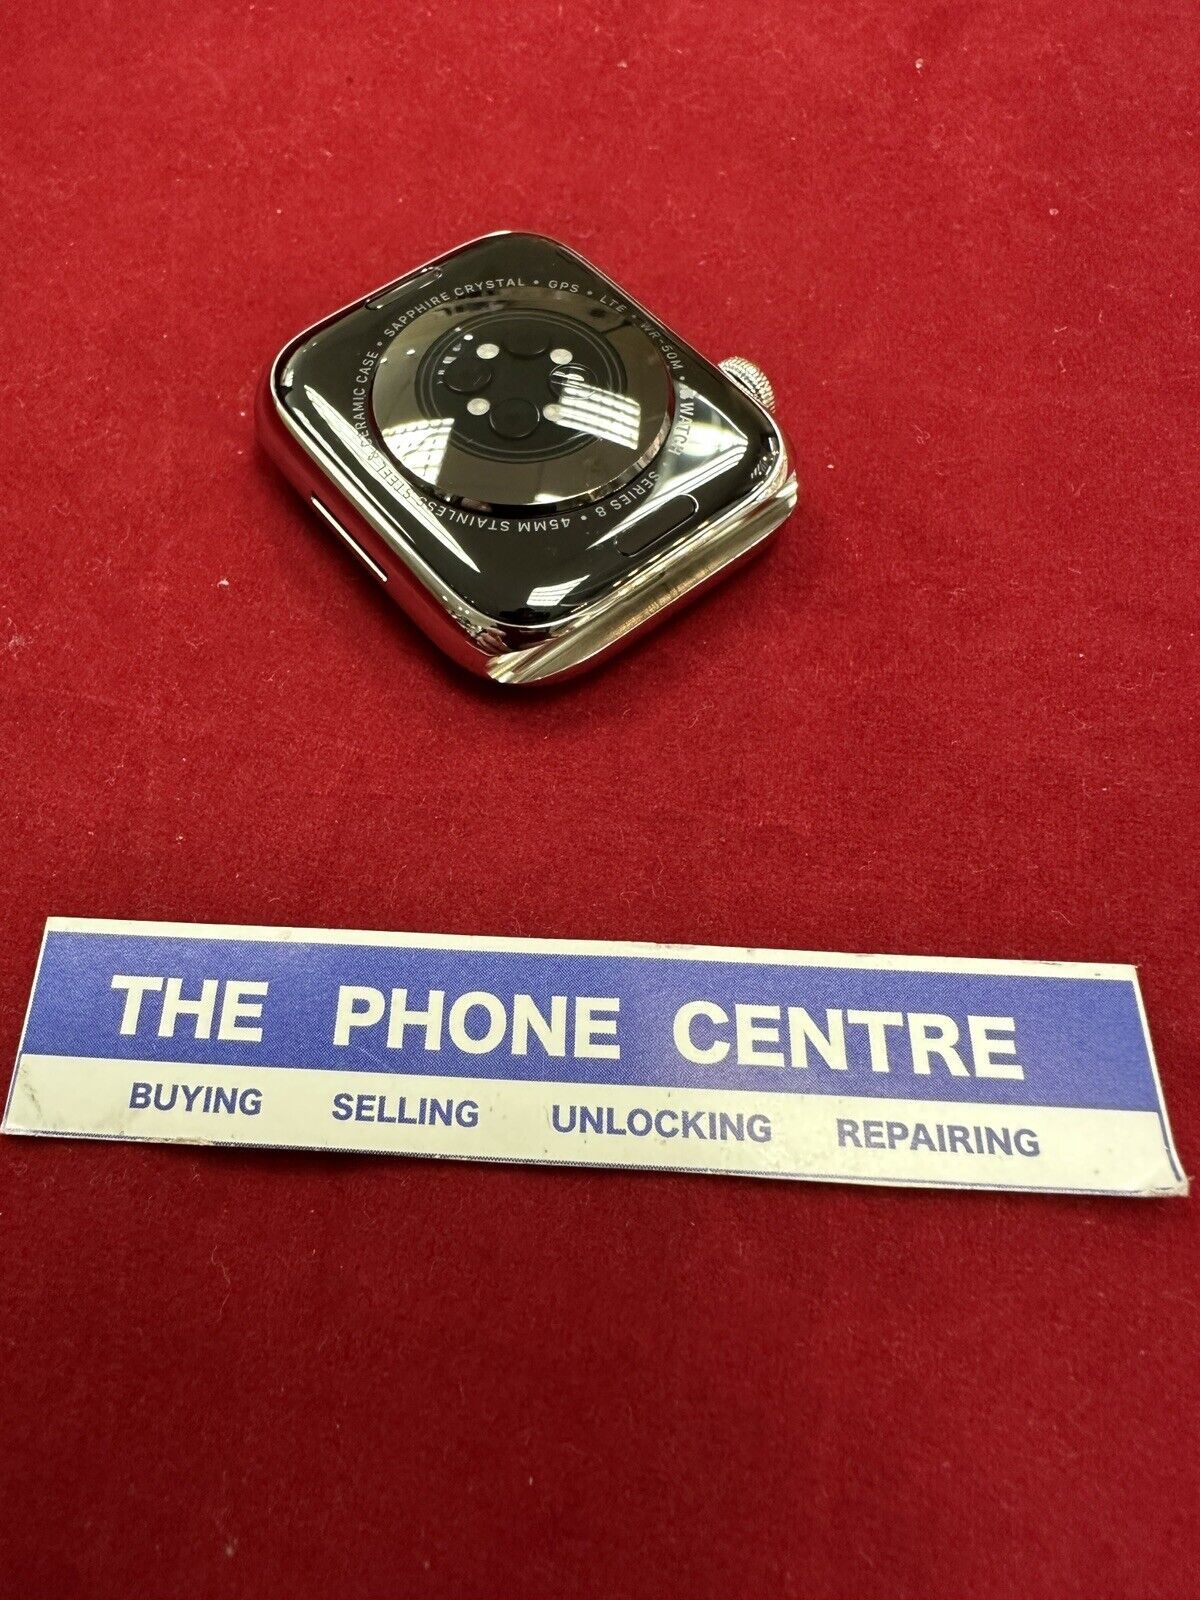 WATCH • SERIES 8 • 45MM STAINLESS STEEL & CERAMIC CASE • SAPPHIRE CRYSTAL • GPS • LTE • WR-50M •
THE PHONE CENTRE
BUYING SELLING UNLOCKING REPAIRING